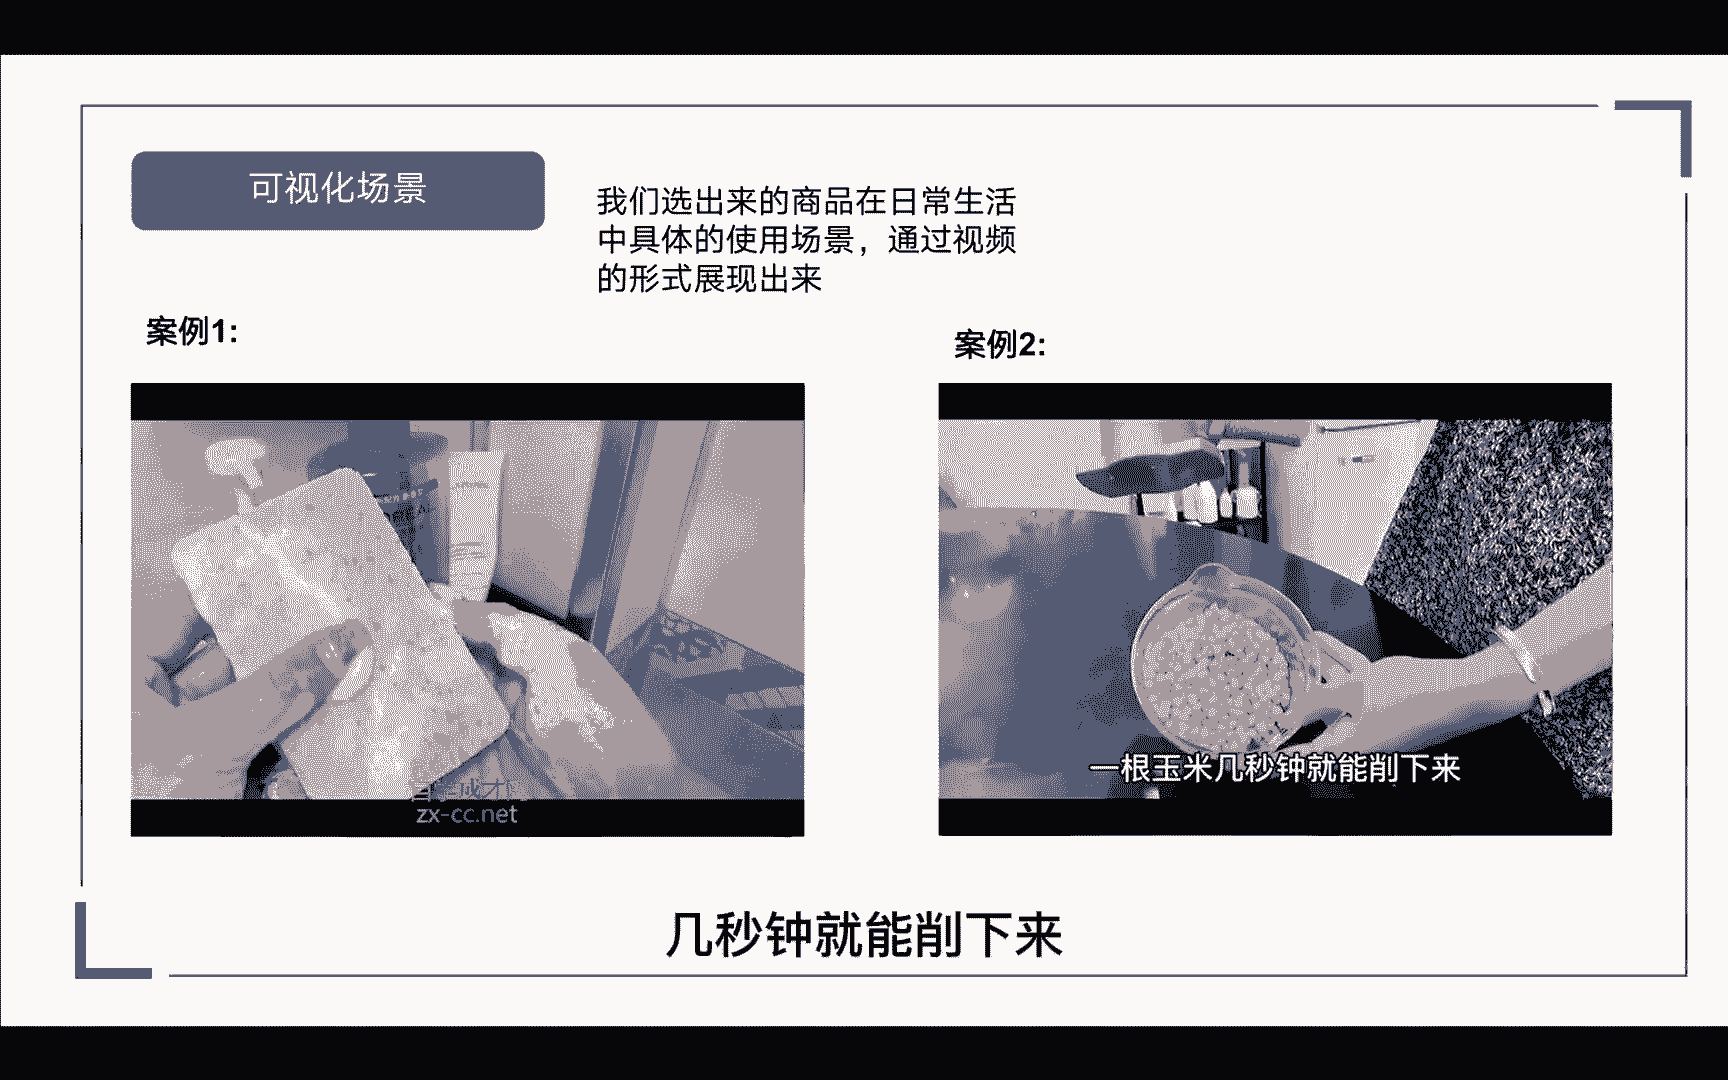 可视化场景
我们选出来的商品在日常生活
中具体的使用场景，通过视频
的形式展现出来
案例1:
案例2:
一根玉米几秒钟就能削下来
zx-cc.net
几秒钟就能削下来